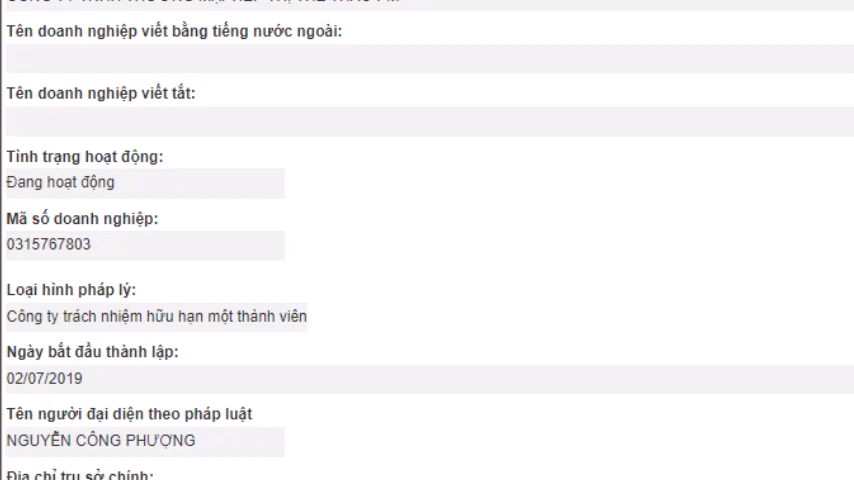 Tên doanh nghiệp viết bằng tiếng nước ngoài:
Tên doanh nghiệp viết tắt:
Tình trạng hoạt động:
Đang hoạt động
Mã số doanh nghiệp:
0315767803
Loại hình pháp lý:
Công ty trách nhiệm hữu hạn một thành viên
Ngày bắt đầu thành lập:
02/07/2019
Tên người đại diện theo pháp luật
NGUYỄN CÔNG PHƯỢNG
Địa chỉ trụ sở chính: